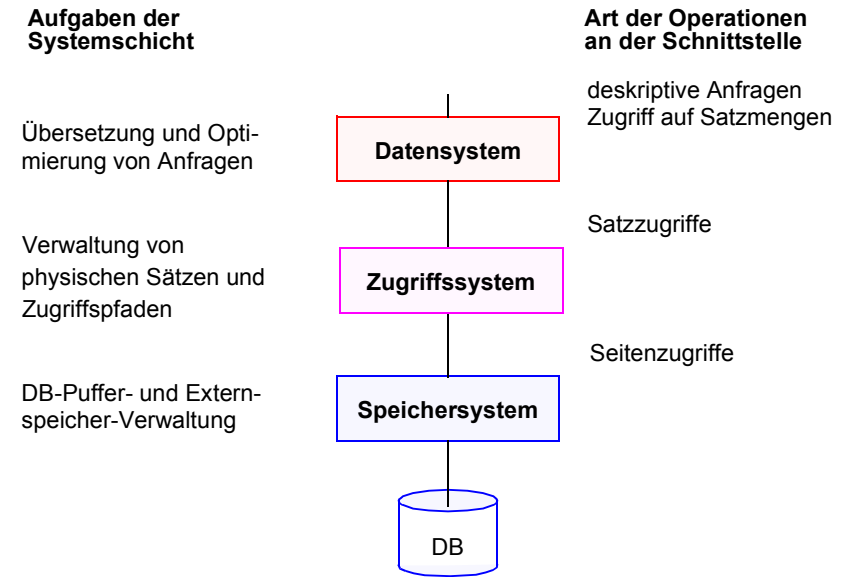 Aufgaben der
Systemschicht
Art der Operationen
an der Schnittstelle
deskriptive Anfragen
Zugriff auf Satzmengen
Übersetzung und Opti-
mierung von Anfragen
Datensystem
Satzzugriffe
Verwaltung von
physischen Sätzen und
Zugriffspfaden
Zugriffssystem
Seitenzugriffe
DB-Puffer- und Extern-
speicher-Verwaltung
Speichersystem
DB